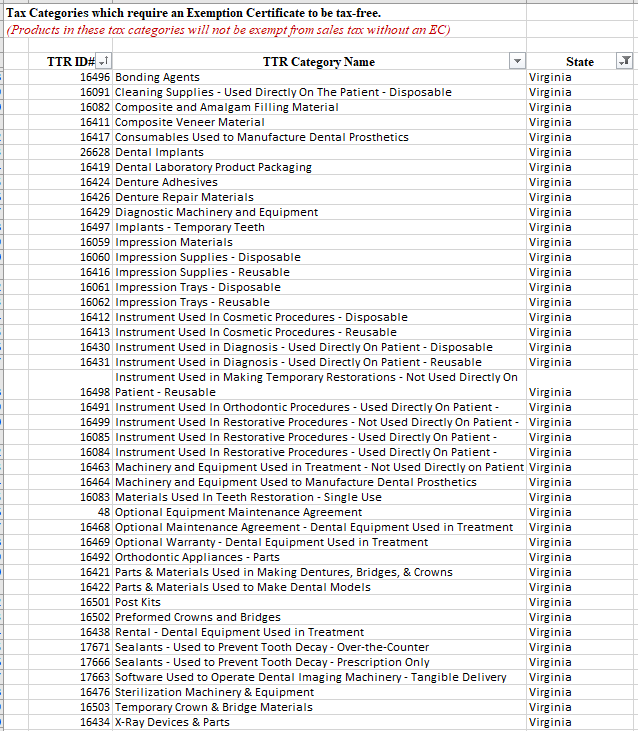 Tax Categories which require an Exemption Certificate to be tax-free.
(Products in these tax categories will not be exempt from sales tax without an EC)
TTR ID# TTR Category Name State
16496 Bonding Agents Virginia
16091 Cleaning Supplies - Used Directly On The Patient - Disposable Virginia
16082 Composite and Amalgam Filling Material Virginia
16411 Composite Veneer Material Virginia
16417 Consumables Used to Manufacture Dental Prosthetics Virginia
26628 Dental Implants Virginia
16419 Dental Laboratory Product Packaging Virginia
16424 Denture Adhesives Virginia
16426 Denture Repair Materials Virginia
16429 Diagnostic Machinery and Equipment Virginia
16497 Implants - Temporary Teeth Virginia
16059 Impression Materials Virginia
16060 Impression Supplies - Disposable Virginia
16416 Impression Supplies - Reusable Virginia
16061 Impression Trays - Disposable Virginia
16062 Impression Trays - Reusable Virginia
16412 Instrument Used In Cosmetic Procedures - Disposable Virginia
16413 Instrument Used In Cosmetic Procedures - Reusable Virginia
16430 Instrument Used in Diagnosis - Used Directly On Patient - Disposable Virginia
16431 Instrument Used in Diagnosis - Used Directly On Patient - Reusable Virginia
Instrument Used in Making Temporary Restorations - Not Used Directly On
16498 Patient - Reusable Virginia
16491 Instrument Used In Orthodontic Procedures - Used Directly On Patient - Virginia
16499 Instrument Used In Restorative Procedures - Not Used Directly On Patient - Virginia
16085 Instrument Used In Restorative Procedures - Used Directly On Patient - Virginia
16084 Instrument Used In Restorative Procedures - Used Directly On Patient - Virginia
16463 Machinery and Equipment Used in Treatment - Not Used Directly on Patient Virginia
16464 Machinery and Equipment Used to Manufacture Dental Prosthetics Virginia
16083 Materials Used In Teeth Restoration - Single Use Virginia
48 Optional Equipment Maintenance Agreement Virginia
16468 Optional Maintenance Agreement - Dental Equipment Used in Treatment Virginia
16469 Optional Warranty - Dental Equipment Used in Treatment Virginia
16492 Orthodontic Appliances - Parts Virginia
16421 Parts & Materials Used in Making Dentures, Bridges, & Crowns Virginia
16422 Parts & Materials Used to Make Dental Models Virginia
16501 Post Kits Virginia
16502 Preformed Crowns and Bridges Virginia
16438 Rental - Dental Equipment Used in Treatment Virginia
17671 Sealants - Used to Prevent Tooth Decay - Over-the-Counter Virginia
17666 Sealants - Used to Prevent Tooth Decay - Prescription Only Virginia
17663 Software Used to Operate Dental Imaging Machinery - Tangible Delivery Virginia
16476 Sterilization Machinery & Equipment Virginia
16503 Temporary Crown & Bridge Materials Virginia
16434 X-Ray Devices & Parts Virginia